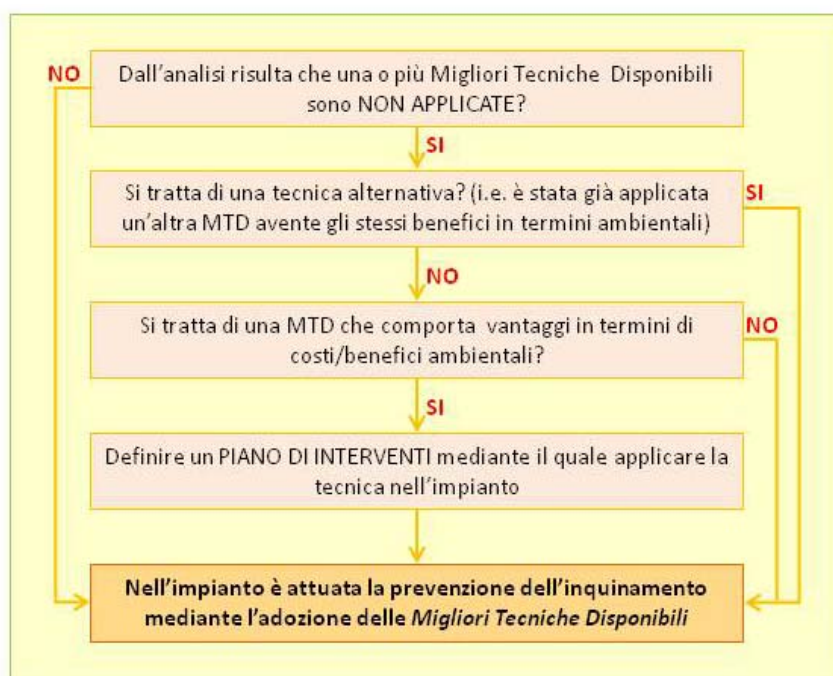 NO
Dall'analisi risulta che una o più Migliori Tecniche Disponibili
sono NON APPLICATE?
SI
Si tratta di una tecnica alternativa? (i.e. è stata già applicata
un'altra MTD avente gli stessi benefici in termini ambientali)
SI
NO
Si tratta di una MTD che comporta vantaggi in termini di
costi/benefici ambientali?
NO
SI
Definire un PIANO DI INTERVENTI mediante il quale applicare la
tecnica nell'impianto
Nell'impianto è attuata la prevenzione dell'inquinamento
mediante l'adozione delle Migliori Tecniche Disponibili